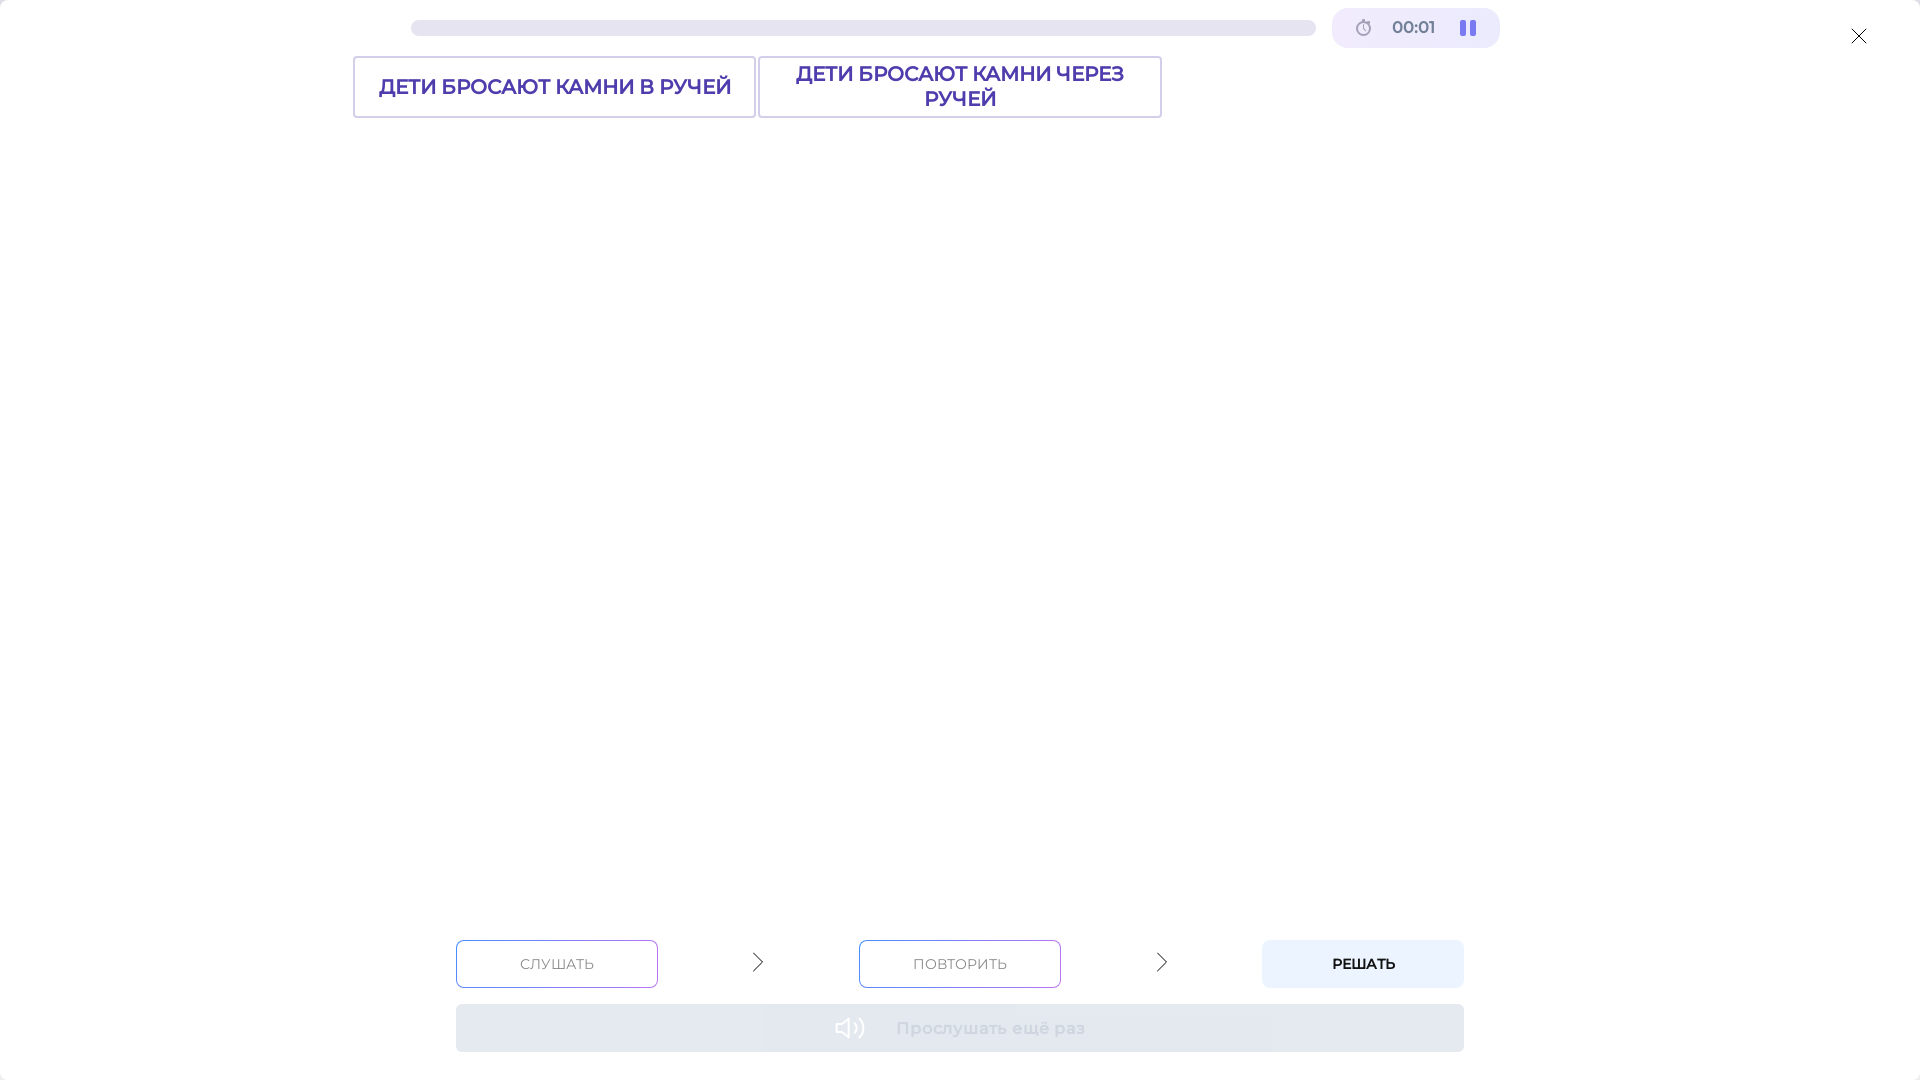 00:01
ДЕТИ БРОСАЮТ КАМНИ В РУЧЕЙ
ДЕТИ БРОСАЮТ КАМНИ ЧЕРЕЗ
РУЧЕЙ
СЛУШАТЬ
ПОВТОРИТЬ
РЕШАТЬ
Прослушать ещё раз